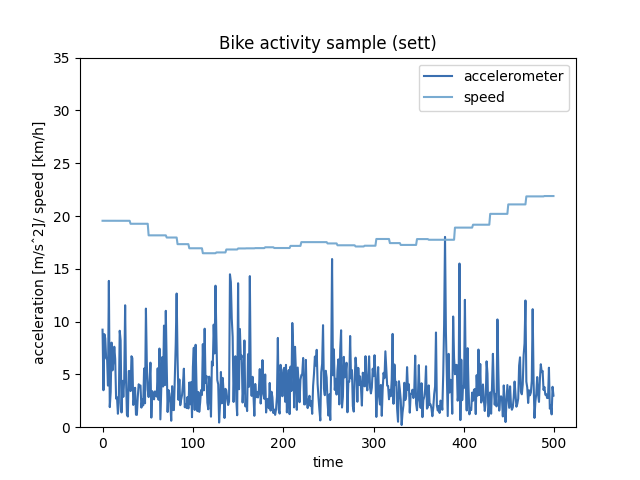 Bike activity sample (sett)
accelerometer
speed
acceleration [m/s^2]/ speed [km/h]
35
30
25
20
15
10
5
0
0 100 200 300 400 500
time